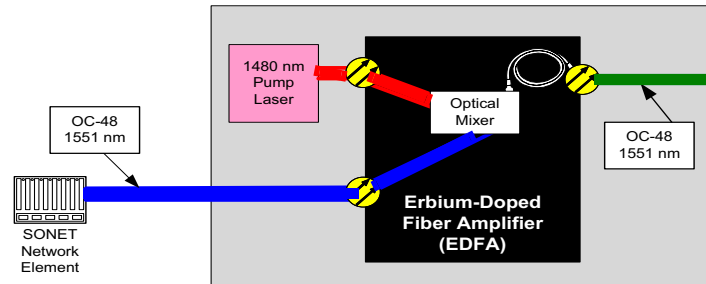 1480 nm
Pump
Laser
Optical
Mixer
OC-48
1551 nm
OC-48
1551 nm
Erbium-Doped
Fiber Amplifier
(EDFA)
SONET
Network
Element